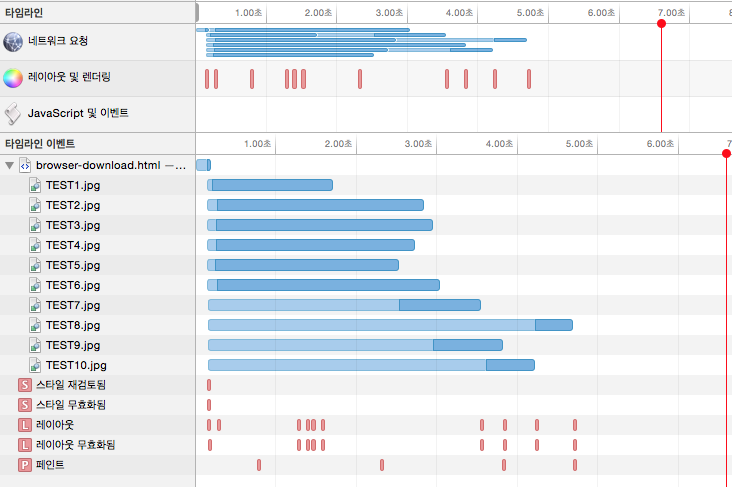 타임라인 1.00초 2.00초 3.00초 4.00초 5.00초 6.00초 7.00초 8
네트워크 요청
레이아웃 및 렌더링
JavaScript 및 이벤트
타임라인 이벤트 1.00초 2.00초 3.00초 4.00초 5.00초 6.00초 7
browser-download.html —...
TEST1.jpg
TEST2.jpg
TEST3.jpg
TEST4.jpg
TEST5.jpg
TEST6.jpg
TEST7.jpg
TEST8.jpg
TEST9.jpg
TEST10.jpg
S 스타일 재검토됨
S 스타일 무효화됨
L 레이아웃
L 레이아웃 무효화됨
P 페인트